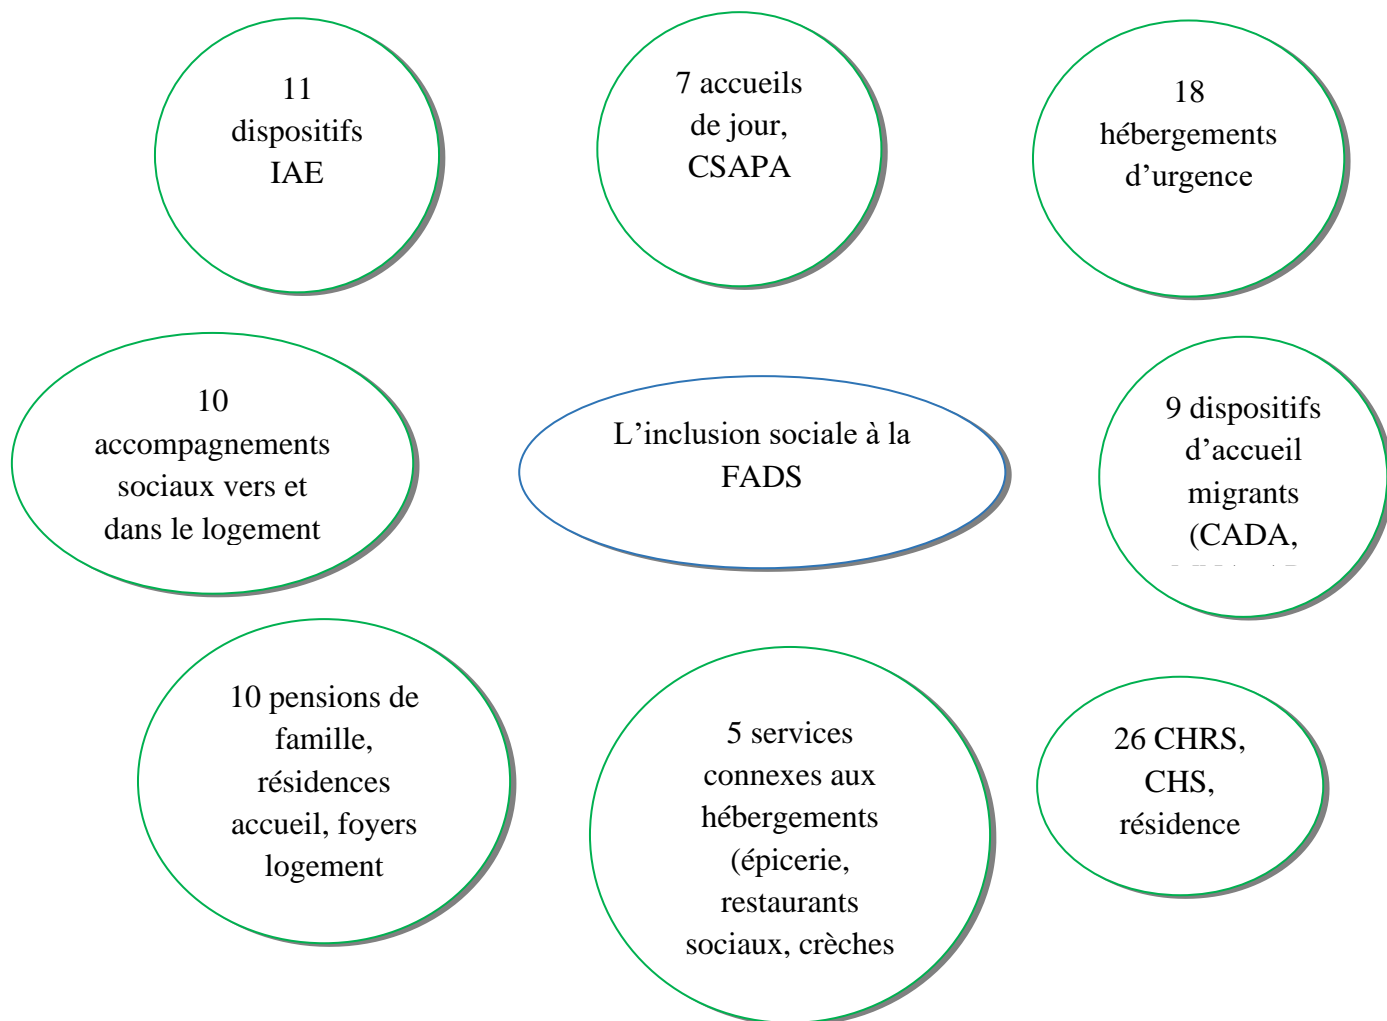 11
dispositifs
IAE
7 accueils
de jour,
CSAPA
18
hébergements
d’urgence
10
accompagnements
sociaux vers et
dans le logement
L’inclusion sociale à la
FADS
9 dispositifs
d’accueil
migrants
(CADA,
10 pensions de
famille,
résidences
accueil, foyers
logement
5 services
connexes aux
hébergements
(épicerie,
restaurants
sociaux, crèches
26 CHRS,
CHS,
résidence